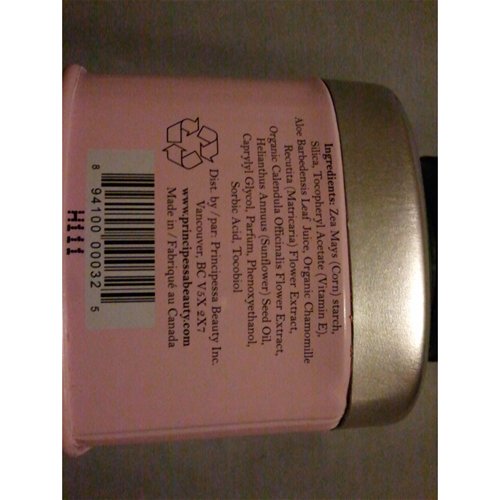 Ingredients: Zea Mays (Corn) starch,
Silica, Tocopheryl Acetate (Vitamin E),
Aloe Barbedensis Leaf Juice, Organic Chamomille
Recutita (Matricaria) Flower Extract,
Organic Calendula Officinalis Flower Extract,
Helianthus Annuus (Sunflower) Seed Oil,
Caprylyl Glycol, Parfum, Phenoxyethanol,
Sorbic Acid, Tocobiol
Dist. by / par: Principessa Beauty Inc.
Vancouver, BC V5X 2X7
www.principessabeauty.com
Made in / Fabriqué au Canada
8 94100 00032 5
H111